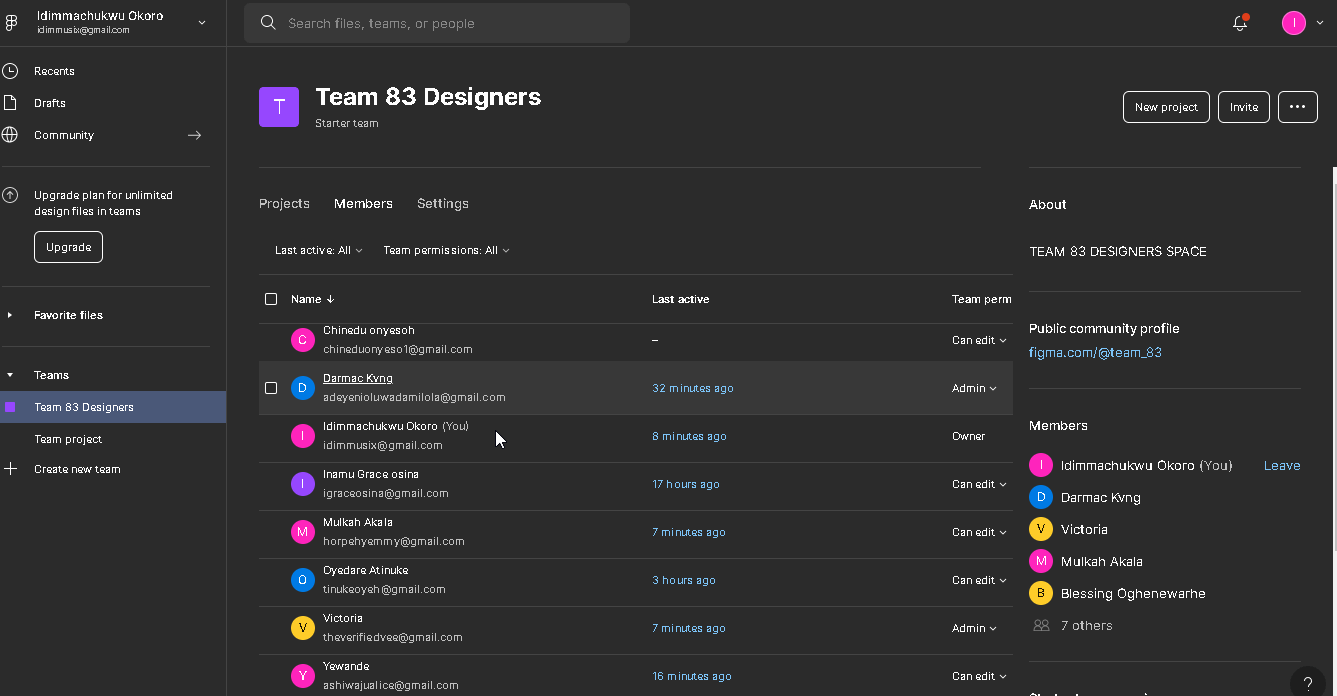 Idimmachukwu Okoro
idimmusix@gmail.com
Search files, teams, or people
I
Recents
Drafts
Community
Upgrade plan for unlimited
design files in teams
Upgrade
Favorite files
Teams
Team 83 Designers
Team project
Create new team
T
Team 83 Designers
Starter team
New project
Invite
Projects Members Settings
Last active: All Team permissions: All
Name Last active Team perm
C Chinedu onyesoh
chineduonyeso1@gmail.com
– Can edit
D Darmac Kvng
adeyenioluwadamilola@gmail.com
32 minutes ago Admin
I Idimmachukwu Okoro (You)
idimmusix@gmail.com
8 minutes ago Owner
I Inamu Grace osina
igraceosina@gmail.com
17 hours ago Can edit
M Mulkah Akala
horpehyemmy@gmail.com
7 minutes ago Can edit
O Oyedare Atinuke
tinukeoyeh@gmail.com
3 hours ago Can edit
V Victoria
theverifiedvee@gmail.com
7 minutes ago Admin
Y Yewande
ashiwajualice@gmail.com
16 minutes ago Can edit
About
TEAM 83 DESIGNERS SPACE
Public community profile
figma.com/@team_83
Members
I Idimmachukwu Okoro (You) Leave
D Darmac Kvng
V Victoria
M Mulkah Akala
B Blessing Oghenewarhe
7 others
?